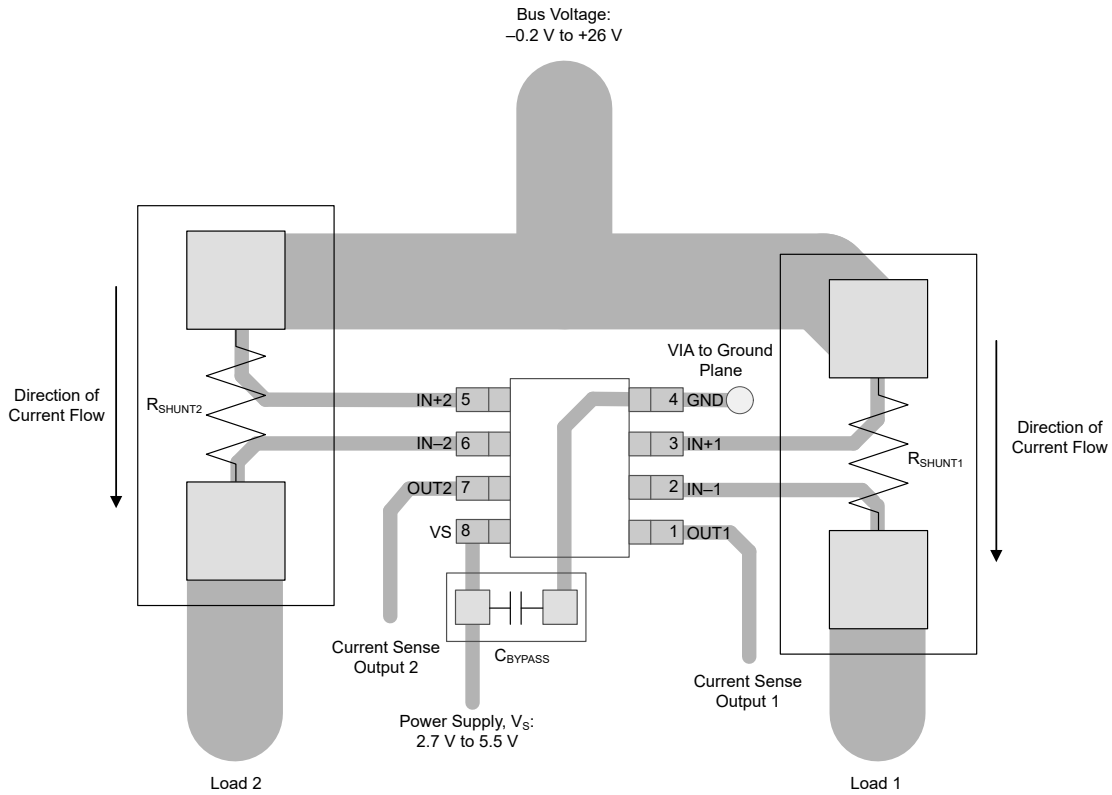 Bus Voltage:
–0.2 V to +26 V
Direction of
Current Flow
RSHUNT2
IN+2
5
IN–2
6
OUT2
7
VS
8
VIA to Ground
Plane
4
GND
3
IN+1
2
IN–1
1
OUT1
RSHUNT1
Direction of
Current Flow
Current Sense
Output 2
CBYPASS
Current Sense
Output 1
Power Supply, VS:
2.7 V to 5.5 V
Load 2
Load 1